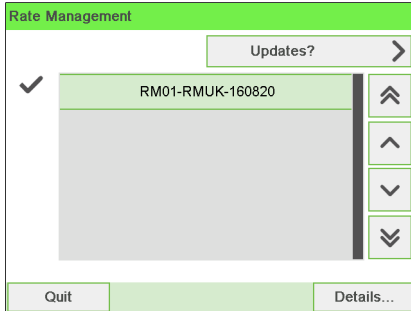 Rate Management
Updates?
RM01-RMUK-160820
Quit
Details...